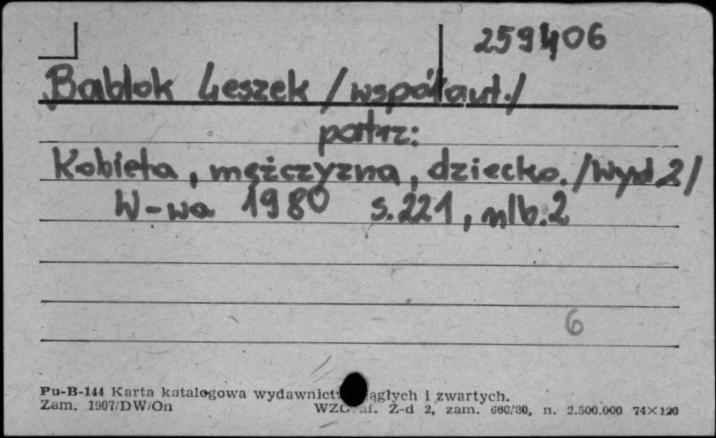 259406
Bablok Leszek /współaut./
patrz:
Kobieta, mężczyzna, dziecko. /Wyd 2/
W-wa 1980 s.221, nlb.2
6
Pu-B-144 Karta katalogowa wydawnictw ciągłych i zwartych.
Zam. 1907/DW/On WZGraf. Z-d 2, zam. 660/80, n. 2.500.000 74×120